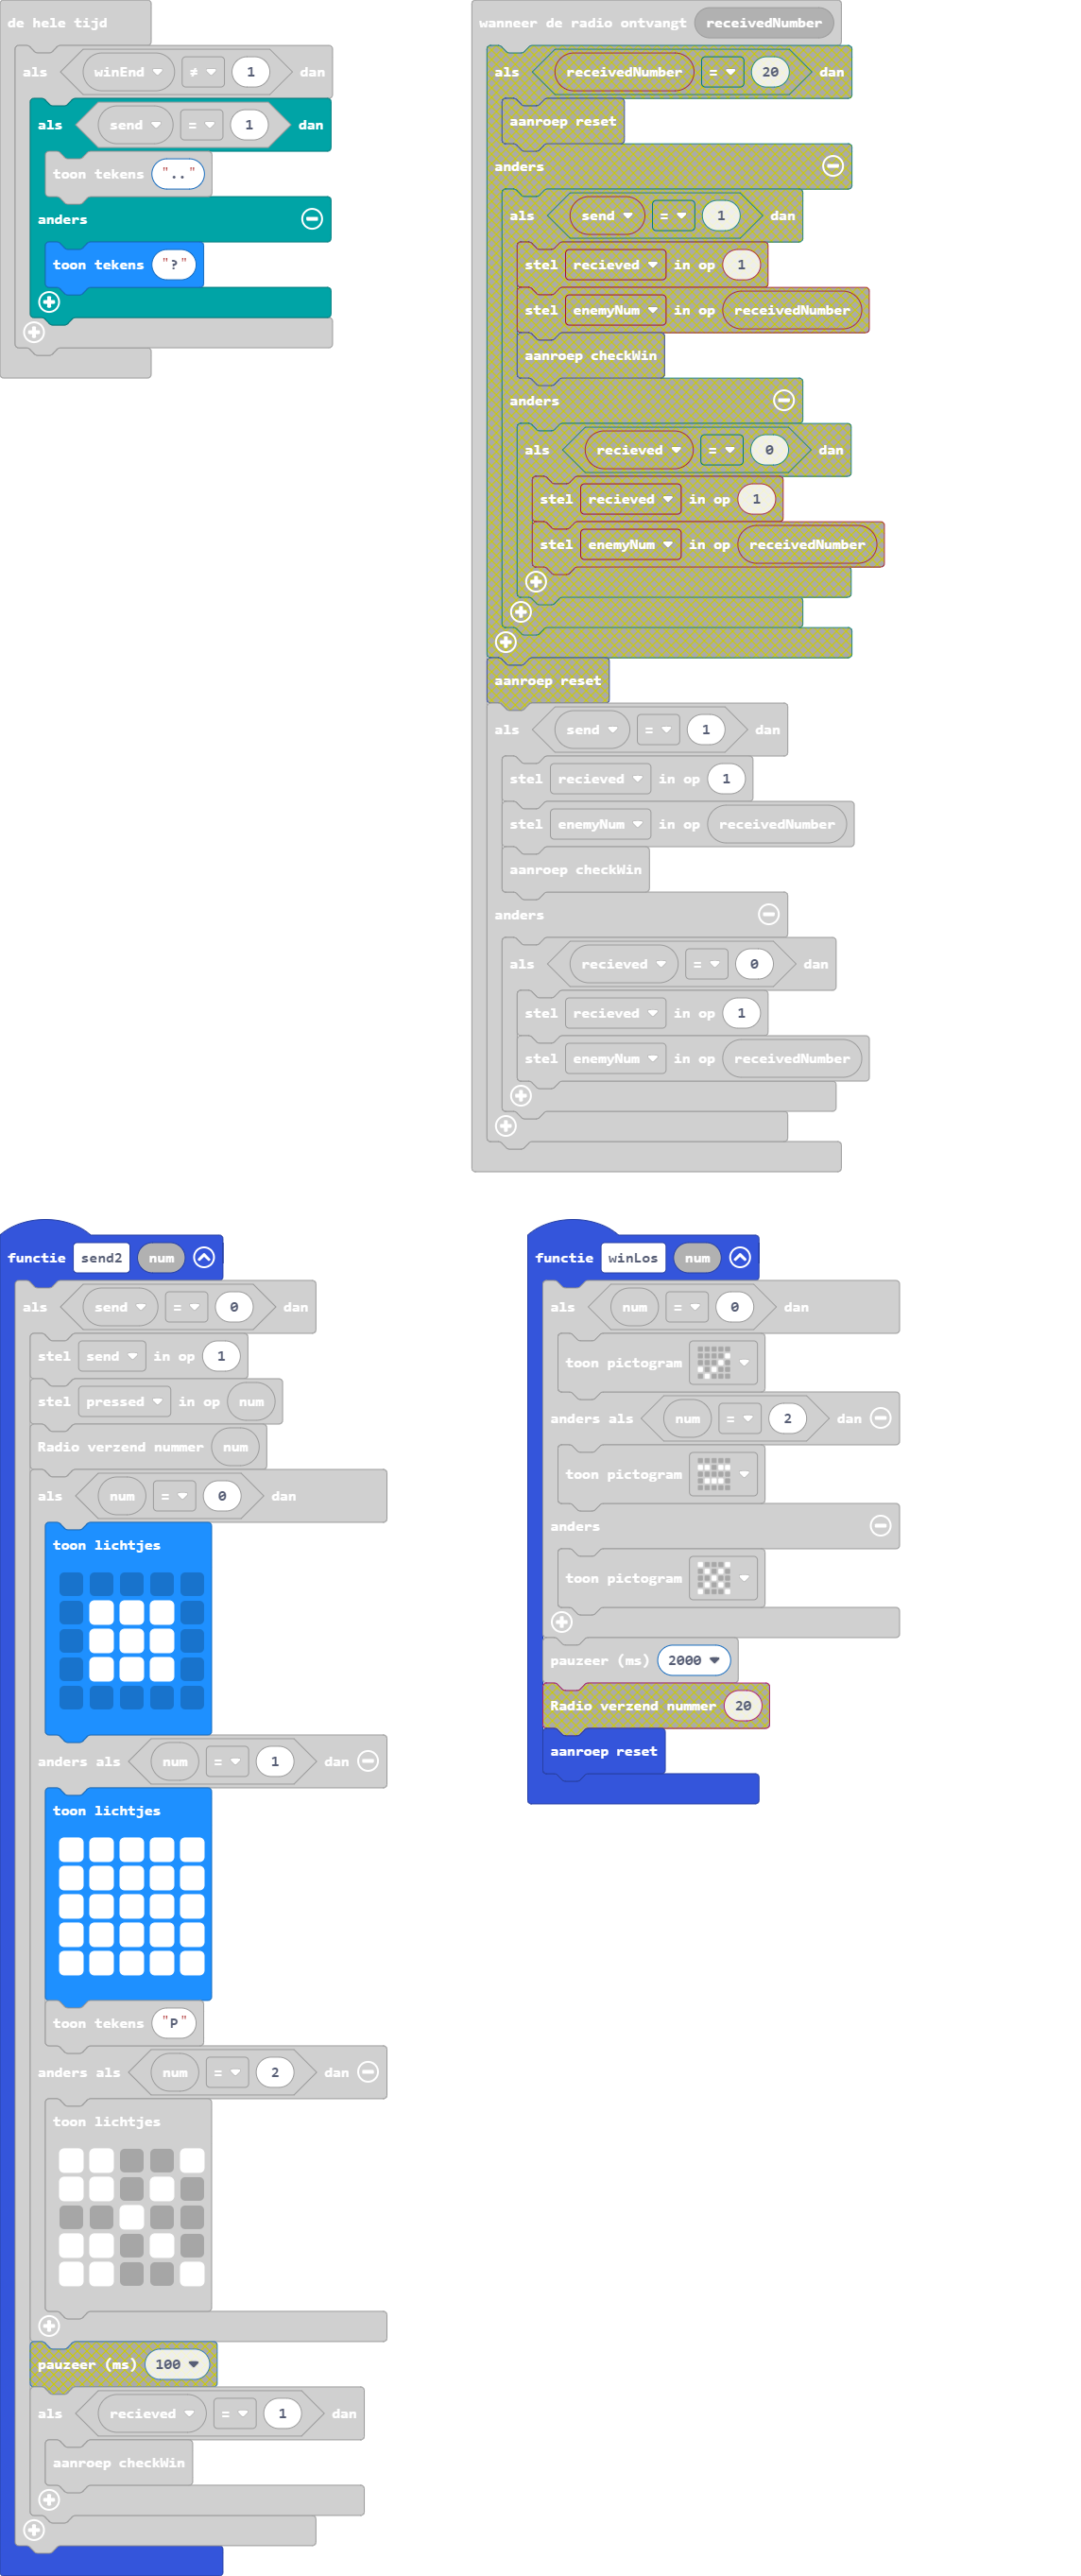 de hele tijd
als winEnd ≠ 1 dan
als send = 1 dan
toon tekens ".."
anders
toon tekens "?"
wanneer de radio ontvangt receivedNumber
als receivedNumber = 20 dan
aanroep reset
anders
als send = 1 dan
stel recieved in op 1
stel enemyNum in op receivedNumber
aanroep checkWin
anders
als recieved = 0 dan
stel recieved in op 1
stel enemyNum in op receivedNumber
aanroep reset
als send = 1 dan
stel recieved in op 1
stel enemyNum in op receivedNumber
aanroep checkWin
anders
als recieved = 0 dan
stel recieved in op 1
stel enemyNum in op receivedNumber
functie send2 num
als send = 0 dan
stel send in op 1
stel pressed in op num
Radio verzend nummer num
als num = 0 dan
toon lichtjes
anders als num = 1 dan
toon lichtjes
toon tekens "P"
anders als num = 2 dan
toon lichtjes
pauzeer (ms) 100
als recieved = 1 dan
aanroep checkWin
functie winLos num
als num = 0 dan
toon pictogram
anders als num = 2 dan
toon pictogram
anders
toon pictogram
pauzeer (ms) 2000
Radio verzend nummer 20
aanroep reset